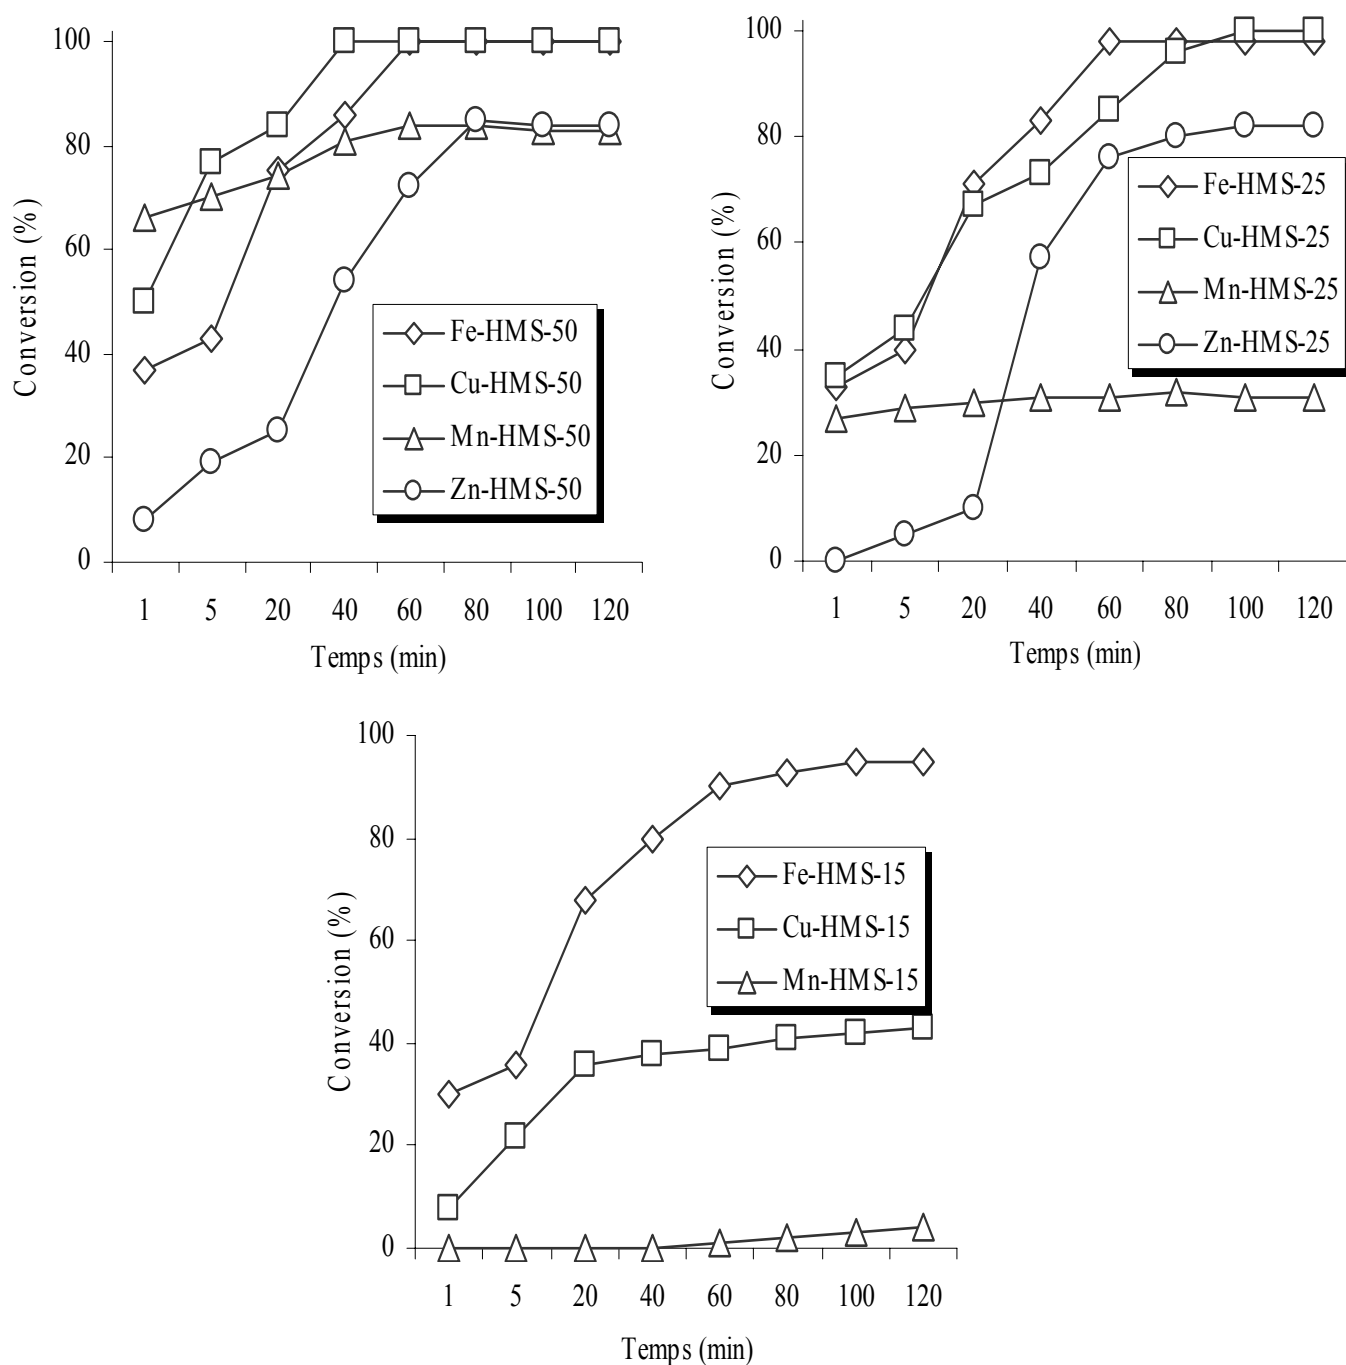 100
80
60
40
20
0
Conversion (%)
1 5 20 40 60 80 100 120
Temps (min)
Fe-HMS-50
Cu-HMS-50
Mn-HMS-50
Zn-HMS-50
100
80
60
40
20
0
Conversion (%)
1 5 20 40 60 80 100 120
Temps (min)
Fe-HMS-25
Cu-HMS-25
Mn-HMS-25
Zn-HMS-25
100
80
60
40
20
0
Conversion (%)
1 5 20 40 60 80 100 120
Temps (min)
Fe-HMS-15
Cu-HMS-15
Mn-HMS-15